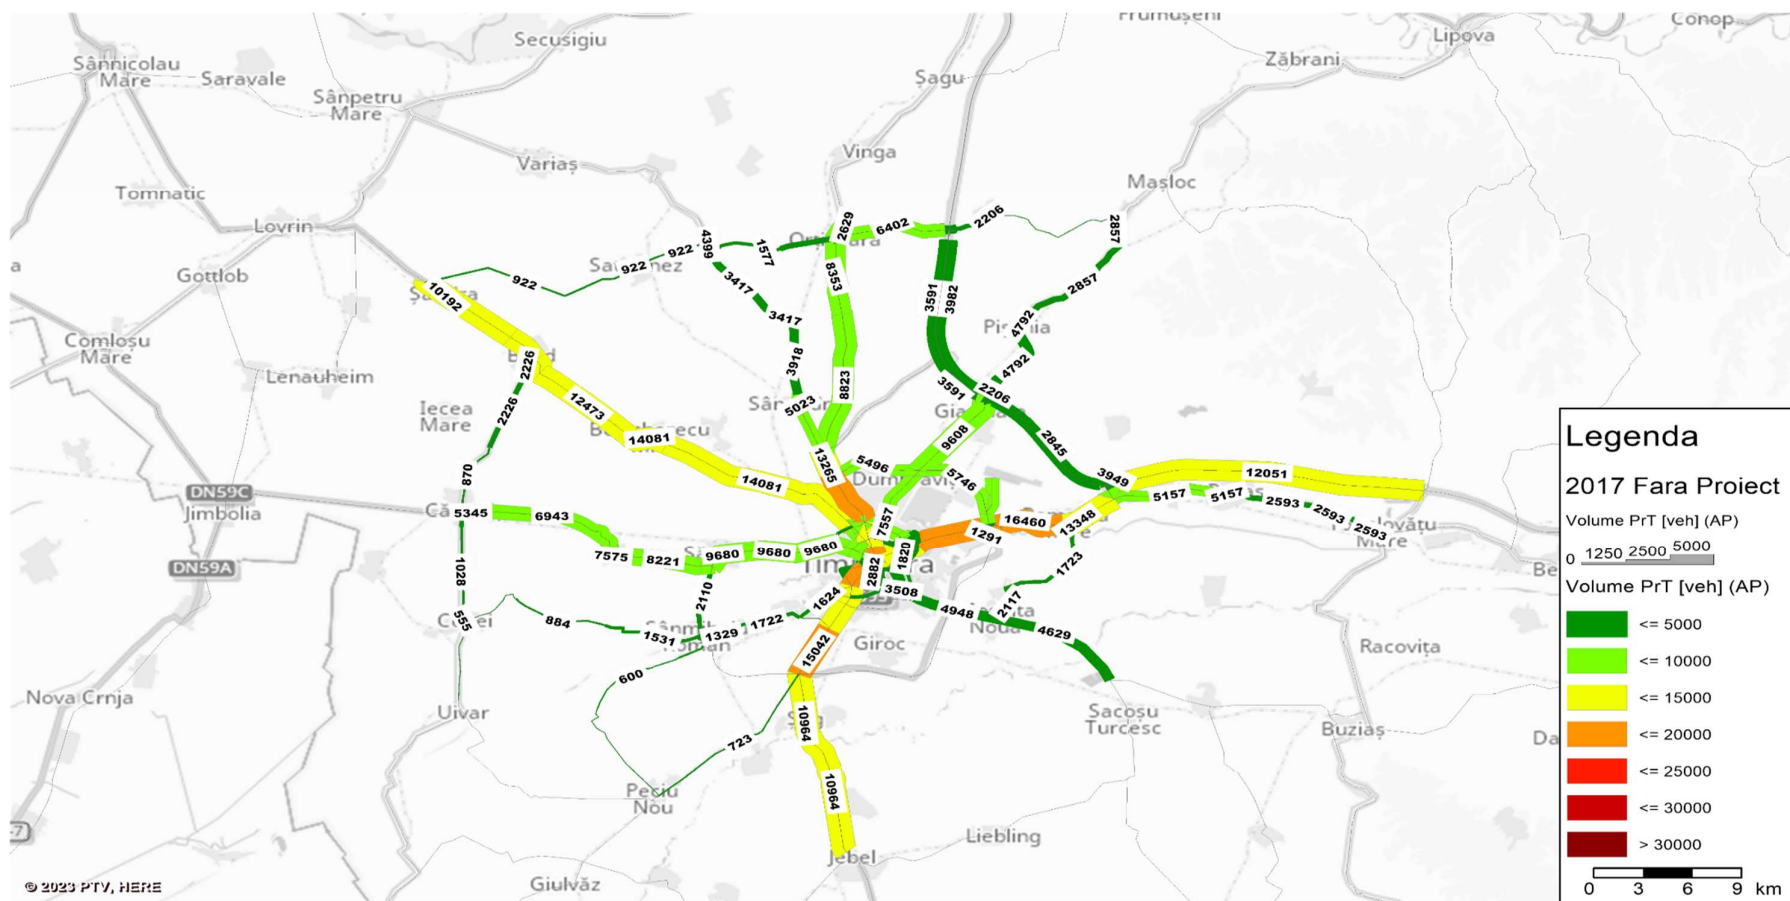 Frumușeni
Conop
Secusigiu
Lipova
Sânnicolau
Mare
Saravale
Zăbrani
Șagu
Sânpetru
Mare
Vinga
Variaș
Mașloc
Tomnatic
Lovrin
2629
6402
2206
2857
4399
1577
922
922
922
3417
8353
2857
Gottlob
10192
3591
3982
3417
4792
Comloșu
Mare
2226
3918
4792
Lenauheim
8823
3591
2206
Iecea
Mare
2226
12473
5023
14081
9608
2845
Legenda
13265
5496
5746
3949
12051
870
14081
2017 Fara Proiect
DN59C
Jimbolia
5345
6943
5157
5157
2593
2593
2593
Mare
Volume PrT [veh] (AP)
0 1250 2500 5000
7557
16460
13348
1291
7575
8221
9680
9680
9680
1820
DN59A
1028
2882
1723
Volume PrT [veh] (AP)
2110
1624
3508
4948
2117
4629
555
884
1531
1329
1722
<= 5000
15042
Giroc
Racovița
<= 10000
600
Nova Crnja
Uivar
10964
Sacoșu
Turcesc
Buziaș
<= 15000
723
<= 20000
Peciu
Nou
10964
<= 25000
<= 30000
Liebling
> 30000
Jebel
Giulvăz
© 2023 PTV, HERE
0 3 6 9 km